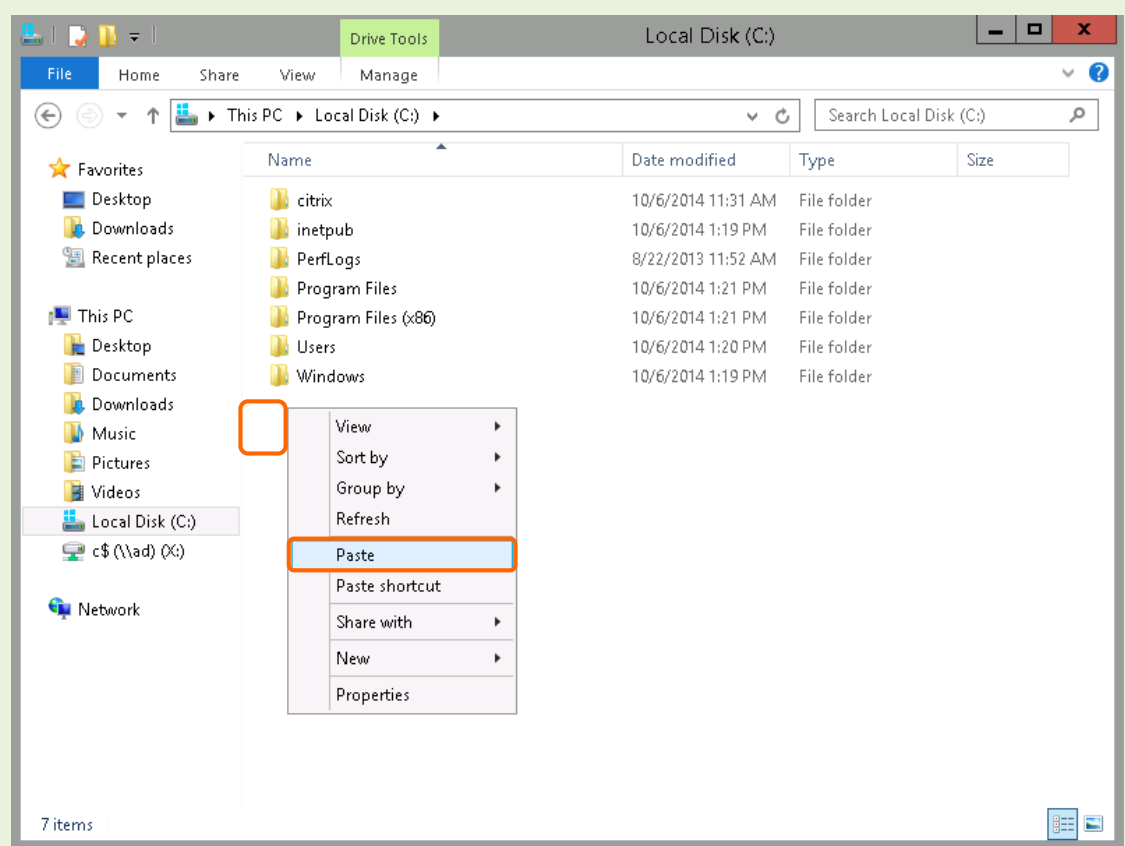 Drive Tools Local Disk (C:)
File Home Share View Manage
This PC Local Disk (C:) Search Local Disk (C:)
Name Date modified Type Size
Favorites
Desktop citrix 10/6/2014 11:31 AM File folder
Downloads inetpub 10/6/2014 1:19 PM File folder
Recent places PerfLogs 8/22/2013 11:52 AM File folder
Program Files 10/6/2014 1:21 PM File folder
This PC Program Files (x86) 10/6/2014 1:21 PM File folder
Desktop Users 10/6/2014 1:20 PM File folder
Documents Windows 10/6/2014 1:19 PM File folder
Downloads
Music
Pictures
Videos
Local Disk (C:)
c$ (\\ad) (X:)
Network
View
Sort by
Group by
Refresh
Paste
Paste shortcut
Share with
New
Properties
7 items